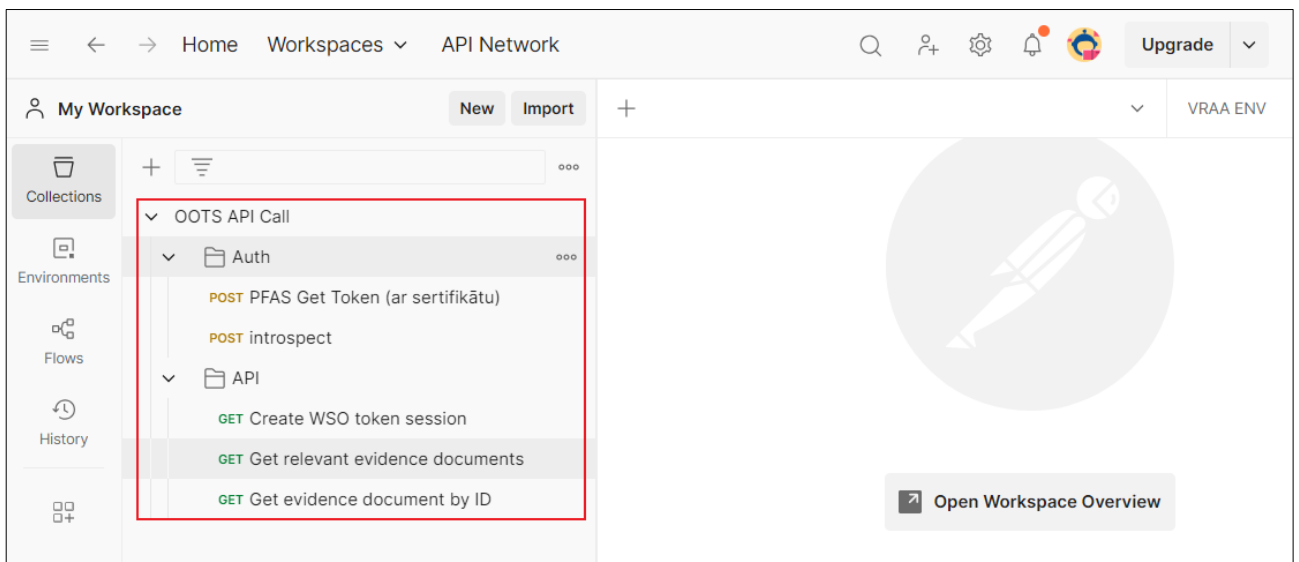 Home Workspaces API Network Upgrade
My Workspace New Import VRAA ENV
Collections
OOTS API Call
Auth
Environments
POST PFAS Get Token (ar sertifikātu)
POST introspect
Flows
API
History
GET Create WSO token session
GET Get relevant evidence documents
GET Get evidence document by ID
Open Workspace Overview